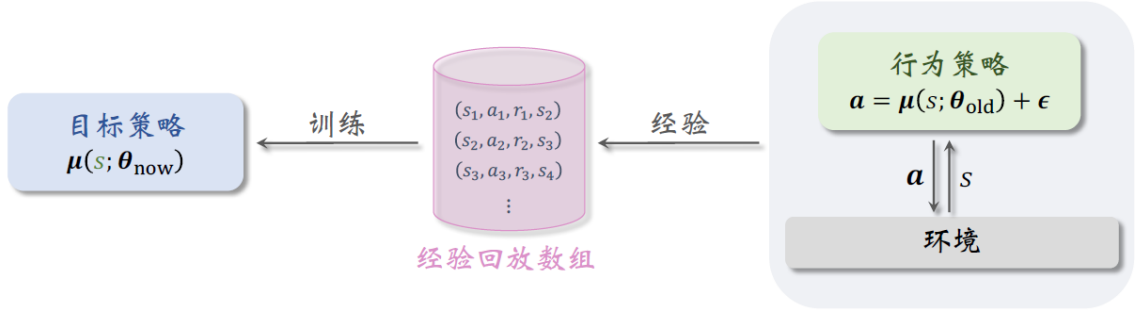 目标策略
μ(s; θnow)
训练
(s1, a1, r1, s2)
(s2, a2, r2, s3)
(s3, a3, r3, s4)
⋮
经验回放数组
经验
行为策略
a = μ(s; θold) + ϵ
a
s
环境